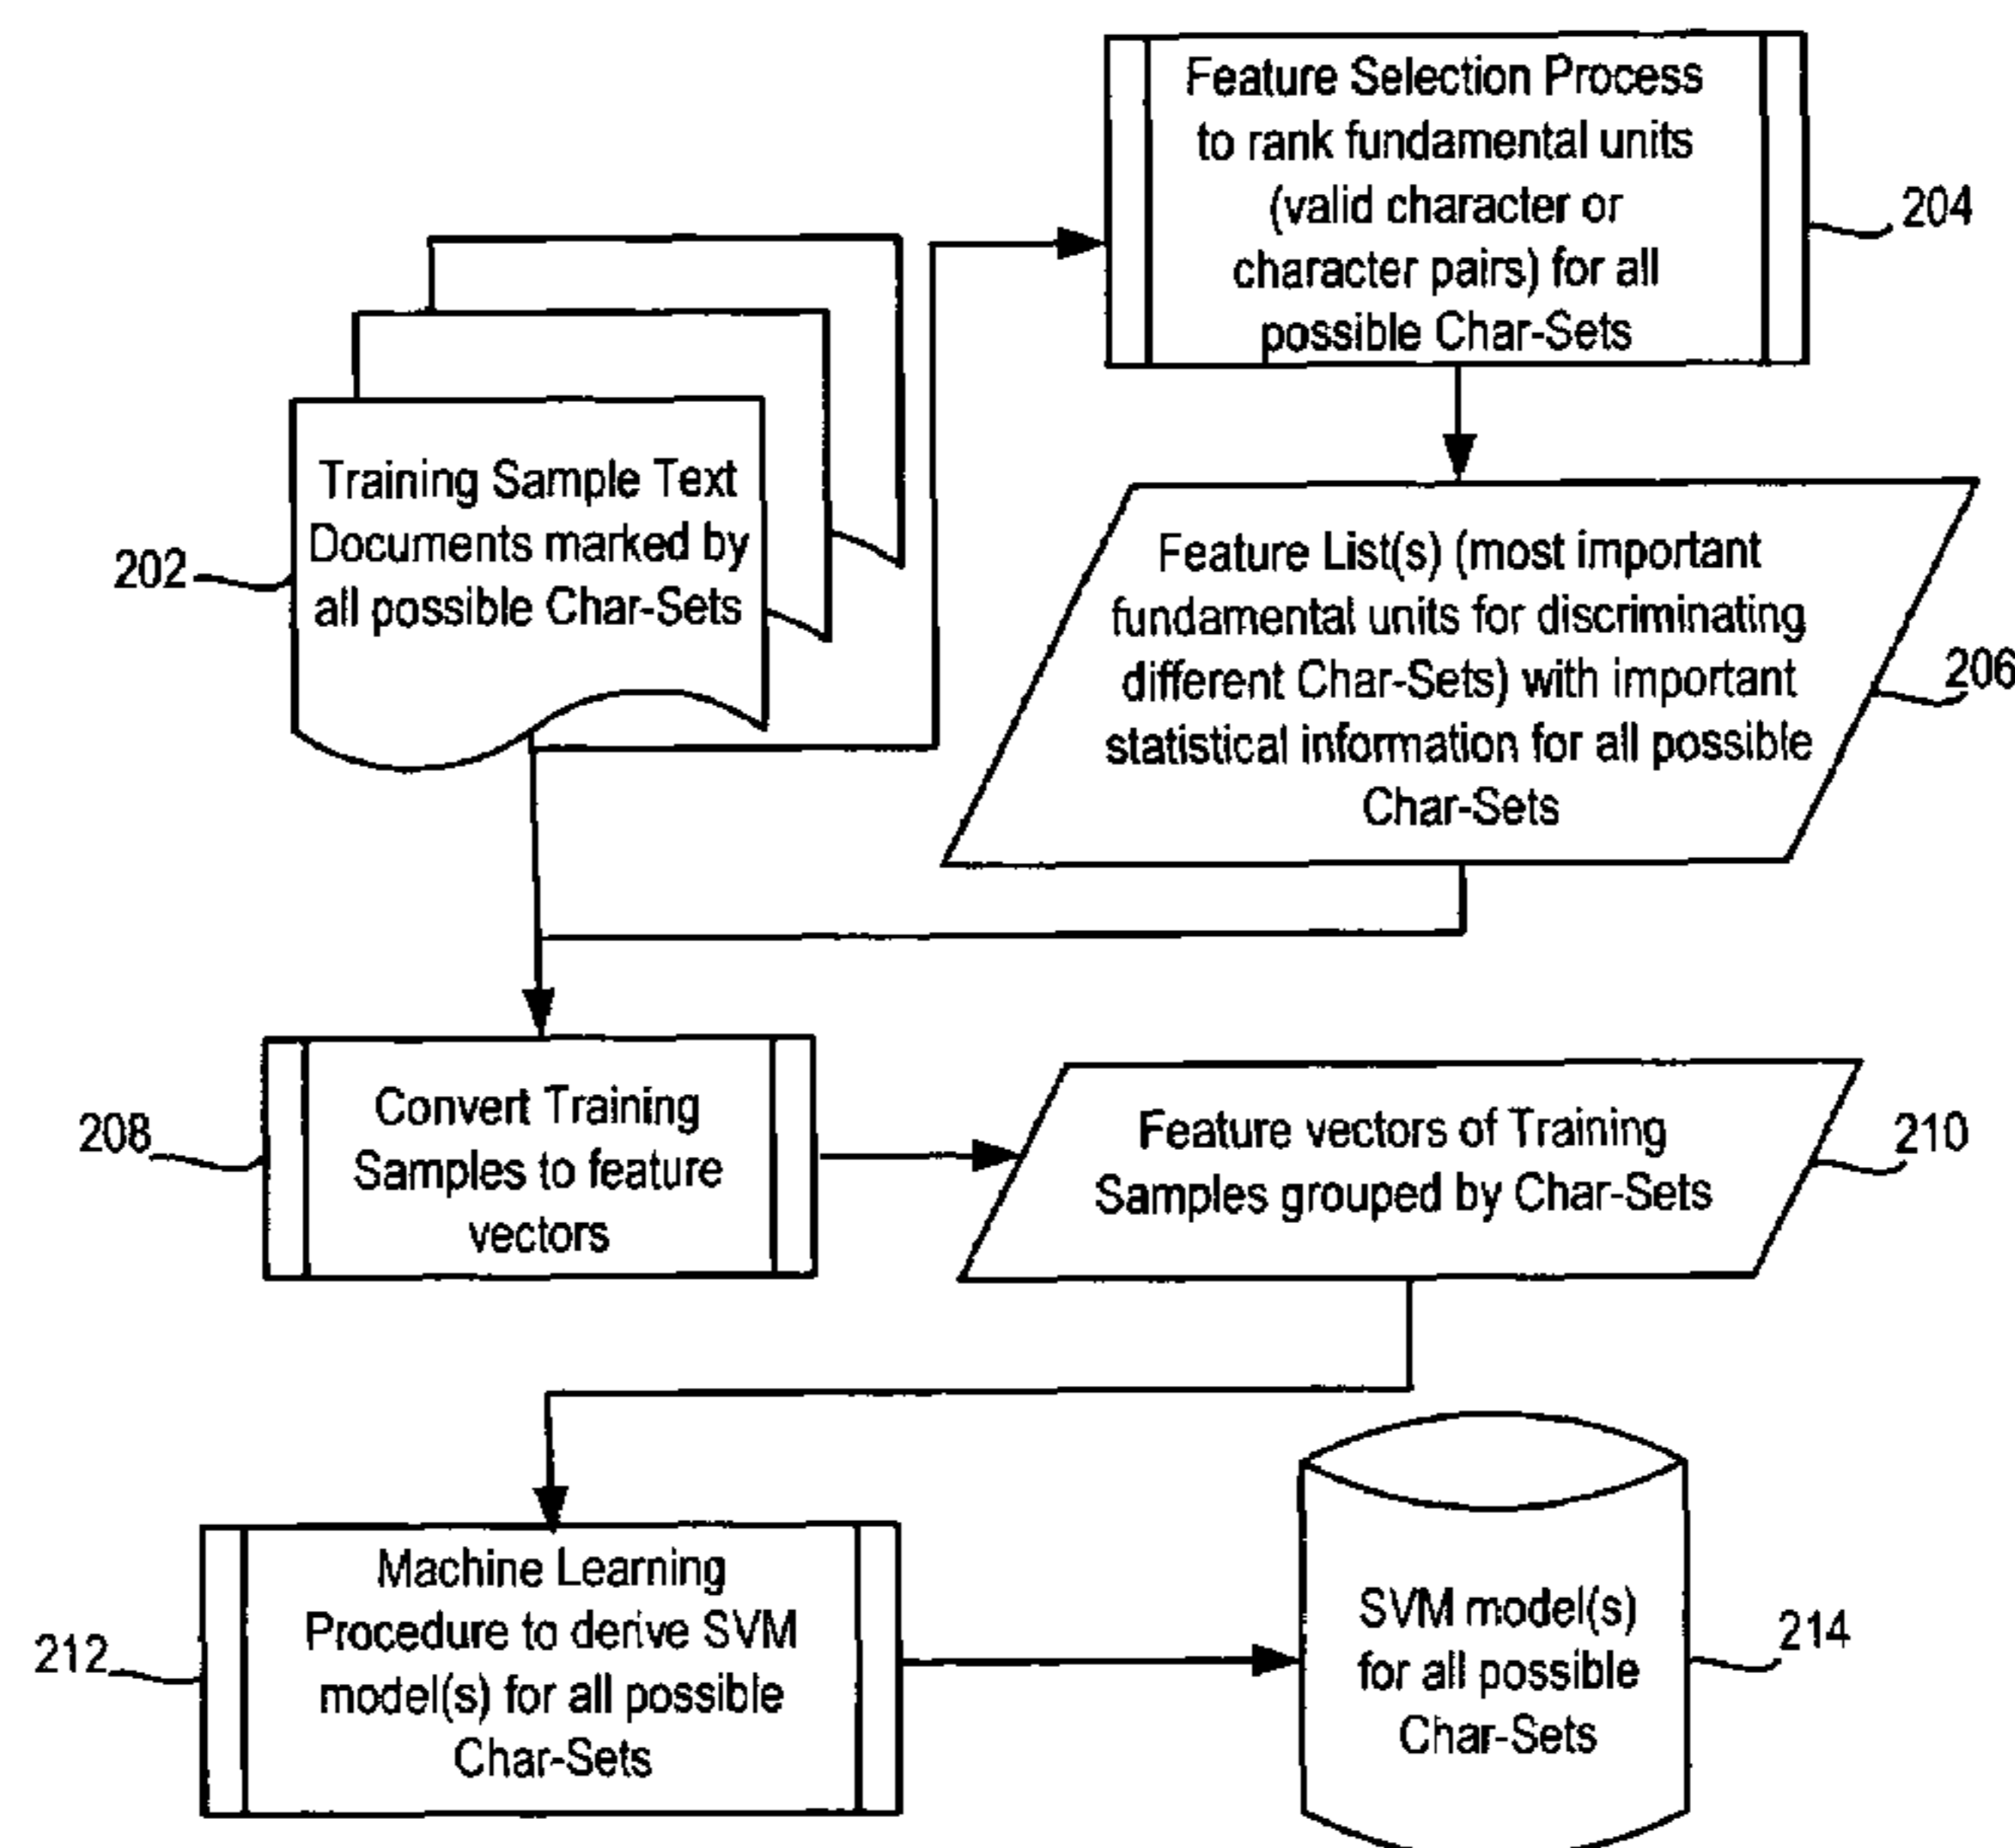 Feature Selection Process
to rank fundamental units
(valid character or
character pairs) for all
possible Char-Sets
204
Training Sample Text
Documents marked by
all possible Char-Sets
202
Feature List(s) (most important
fundamental units for discriminating
different Char-Sets) with important
statistical information for all possible
Char-Sets
206
208
Convert Training
Samples to feature
vectors
Feature vectors of Training
Samples grouped by Char-Sets
210
212
Machine Learning
Procedure to derive SVM
model(s) for all possible
Char-Sets
SVM model(s)
for all possible
Char-Sets
214